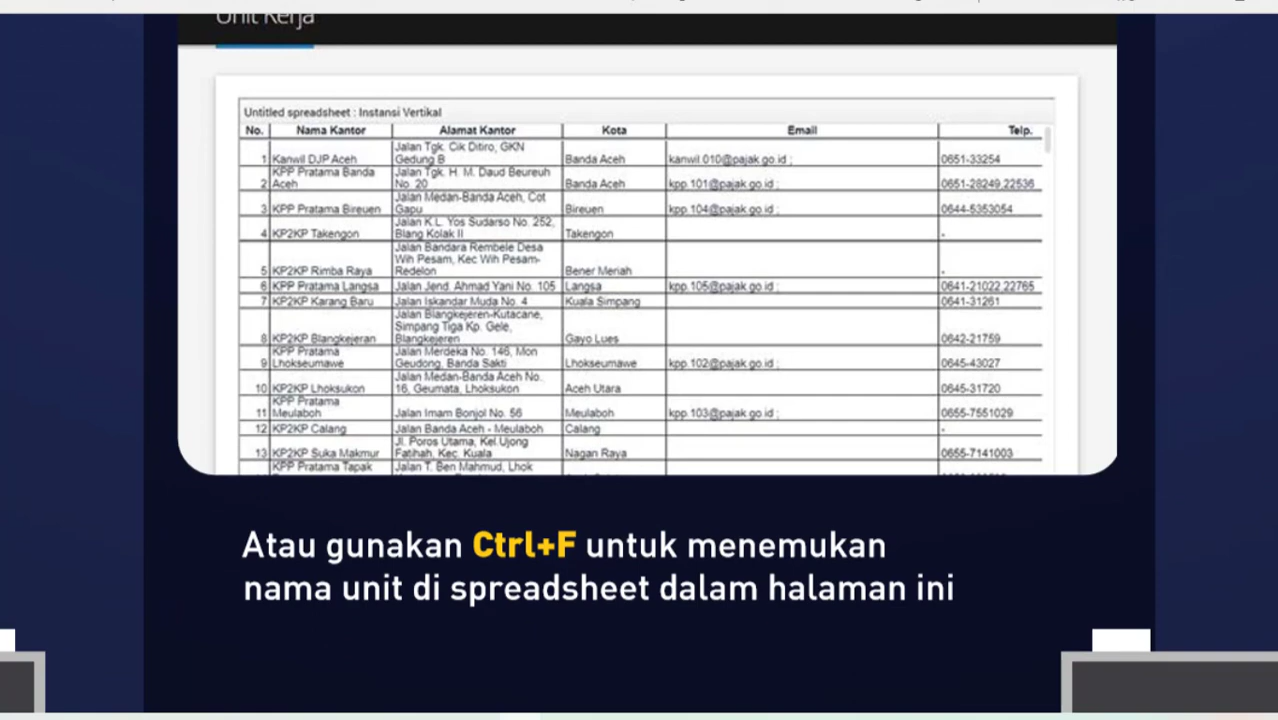 Unit Kerja
Untitled spreadsheet : Instansi Vertikal
No. Nama Kantor Alamat Kantor Kota Email Telp.
1 Kanwil DJP Aceh Jalan Tgk. Cik Ditiro, GKN Gedung B Banda Aceh kanwil.010@pajak.go.id ; 0651-33254
2 KPP Pratama Banda Aceh Jalan Tgk. H. M. Daud Beureuh No. 20 Banda Aceh kpp.101@pajak.go.id ; 0651-28249,22536
3 KPP Pratama Bireuen Jalan Medan-Banda Aceh, Cot Gapu Bireuen kpp.104@pajak.go.id ; 0644-5353054
4 KP2KP Takengon Jalan K.L. Yos Sudarso No. 252, Blang Kolak II Takengon -
5 KP2KP Rimba Raya Jalan Bandara Rembele Desa Wih Pesam, Kec Wih Pesam-Redelon Bener Meriah -
6 KPP Pratama Langsa Jalan Jend. Ahmad Yani No. 105 Langsa kpp.105@pajak.go.id ; 0641-21022,22765
7 KP2KP Karang Baru Jalan Iskandar Muda No. 4 Kuala Simpang 0641-31261
8 KP2KP Blangkejeran Jalan Blangkejeren-Kutacane, Simpang Tiga Kp. Gele, Blangkejeren Gayo Lues 0642-21759
9 KPP Pratama Lhokseumawe Jalan Merdeka No. 146, Mon Geudong, Banda Sakti Lhokseumawe kpp.102@pajak.go.id ; 0645-43027
10 KP2KP Lhoksukon Jalan Medan-Banda Aceh No. 16, Geumata, Lhoksukon Aceh Utara 0645-31720
11 KPP Pratama Meulaboh Jalan Imam Bonjol No. 56 Meulaboh kpp.103@pajak.go.id ; 0655-7551029
12 KP2KP Calang Jalan Banda Aceh - Meulaboh Calang -
13 KP2KP Suka Makmur Jl. Poros Utama, Kel.Ujong Fatihah, Kec. Kuala Nagan Raya 0655-7141003
KPP Pratama Tapak Jalan T. Ben Mahmud, Lhok
Atau gunakan Ctrl+F untuk menemukan
nama unit di spreadsheet dalam halaman ini